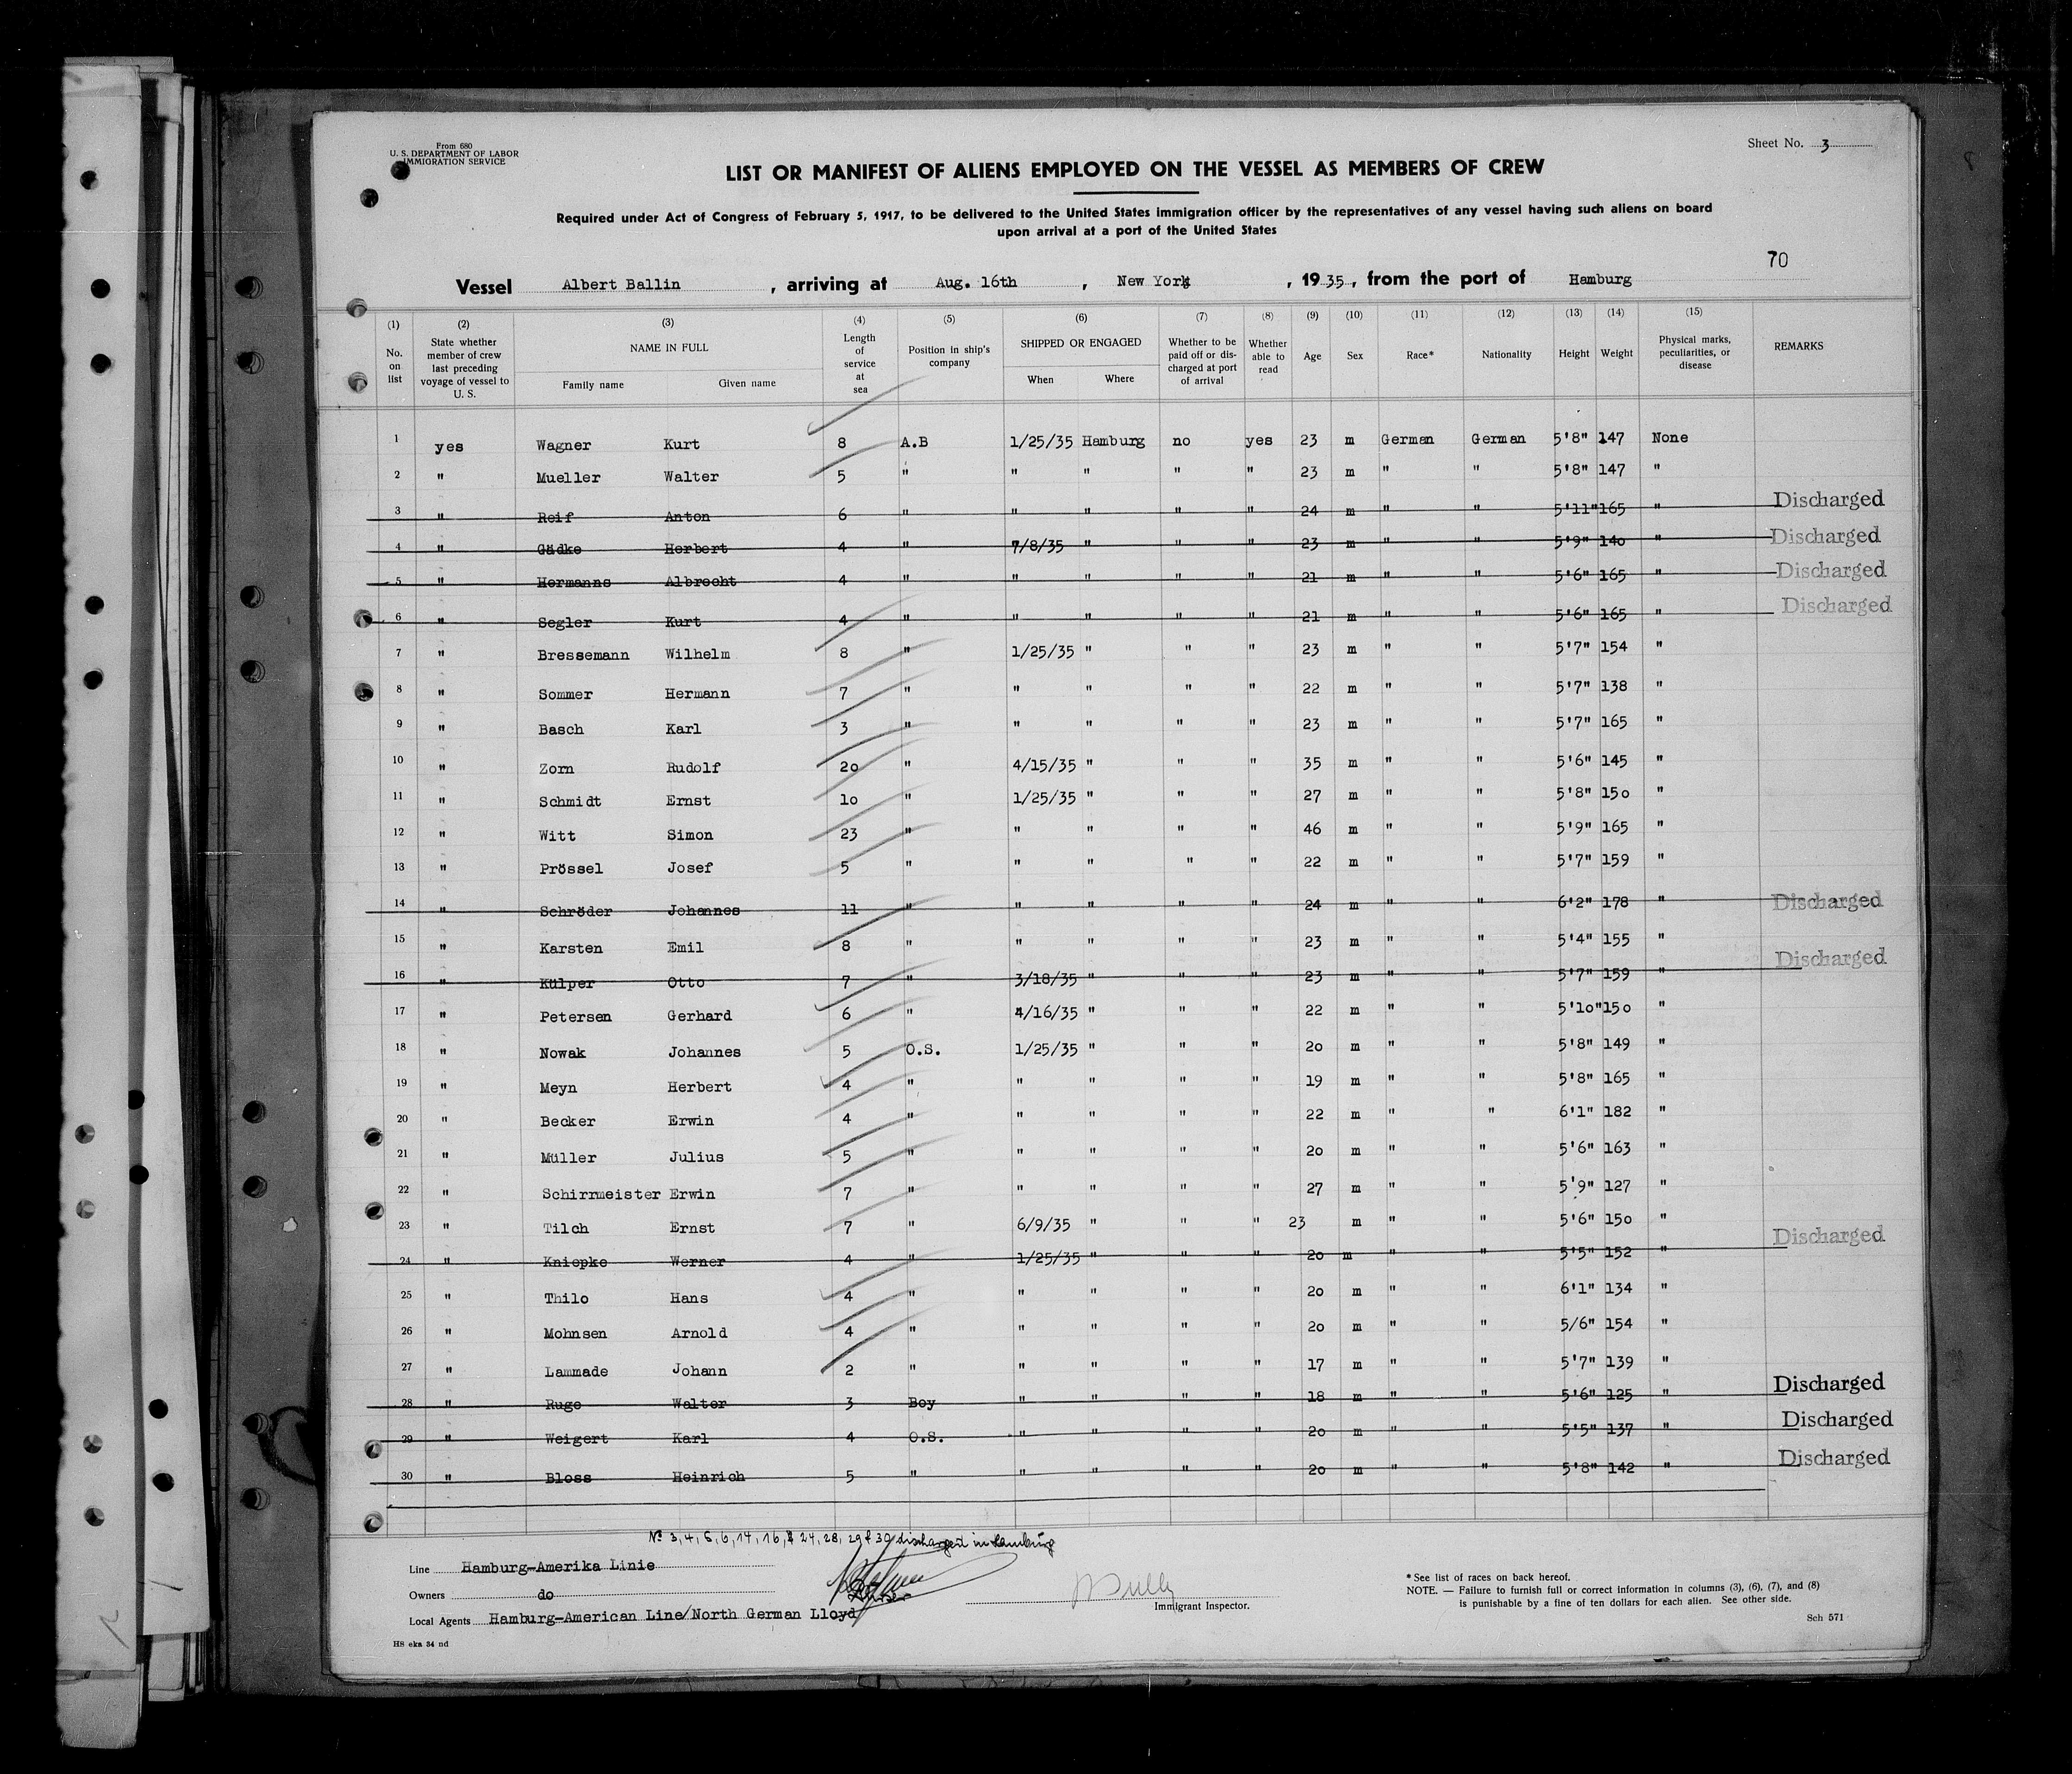 From 680
U. S. DEPARTMENT OF LABOR
IMMIGRATION SERVICE
Sheet No. 3
LIST OR MANIFEST OF ALIENS EMPLOYED ON THE VESSEL AS MEMBERS OF CREW
Required under Act of Congress of February 5, 1917, to be delivered to the United States immigration officer by the representatives of any vessel having such aliens on board
upon arrival at a port of the United States
70
Vessel Albert Ballin , arriving at Aug. 16th , New York , 1935, from the port of Hamburg
(1) No. on list
(2) State whether member of crew last preceding voyage of vessel to U. S.
(3) NAME IN FULL Family name Given name
(4) Length of service at sea
(5) Position in ship's company
(6) SHIPPED OR ENGAGED When Where
(7) Whether to be paid off or discharged at port of arrival
(8) Whether able to read
(9) Age
(10) Sex
(11) Race*
(12) Nationality
(13) Height
(14) Weight
(15) Physical marks, peculiarities, or disease
REMARKS
1 yes Wagner Kurt 8 A.B 1/25/35 Hamburg no yes 23 m German German 5'8" 147 None
2 " Mueller Walter 5 " " " " " 23 m " " 5'8" 147 "
3 " Reif Anton 6 " " " " " 24 m " " 5'11" 165 " Discharged
4 " Gädke Herbert 4 " 7/8/35 " " " 23 m " " 5'9" 140 " Discharged
5 " Hermanns Albrecht 4 " " " " " 21 m " " 5'6" 165 " Discharged
6 " Segler Kurt 4 " " " " " 21 m " " 5'6" 165 " Discharged
7 " Bressemann Wilhelm 8 " 1/25/35 " " " 23 m " " 5'7" 154 "
8 " Sommer Hermann 7 " " " " " 22 m " " 5'7" 138 "
9 " Basch Karl 3 " " " " " 23 m " " 5'7" 165 "
10 " Zorn Rudolf 20 " 4/15/35 " " " 35 m " " 5'6" 145 "
11 " Schmidt Ernst 10 " 1/25/35 " " " 27 m " " 5'8" 150 "
12 " Witt Simon 23 " " " " " 46 m " " 5'9" 165 "
13 " Prössel Josef 5 " " " " " 22 m " " 5'7" 159 "
14 " Schröder Johannes 11 " " " " " 24 m " " 6'2" 178 " Discharged
15 " Karsten Emil 8 " " " " " 23 m " " 5'4" 155 "
16 " Külper Otto 7 " 3/18/35 " " " 23 m " " 5'7" 159 " Discharged
17 " Petersen Gerhard 6 " 4/16/35 " " " 22 m " " 5'10" 150 "
18 " Nowak Johannes 5 O.S. 1/25/35 " " " 20 m " " 5'8" 149 "
19 " Meyn Herbert 4 " " " " " 19 m " " 5'8" 165 "
20 " Becker Erwin 4 " " " " " 22 m " " 6'1" 182 "
21 " Müller Julius 5 " " " " " 20 m " " 5'6" 163 "
22 " Schirrmeister Erwin 7 " " " " " 27 m " " 5'9" 127 "
23 " Tilch Ernst 7 " 6/9/35 " " " 23 m " " 5'6" 150 "
24 " Kniepke Werner 4 " 1/25/35 " " " 20 m " " 5'5" 152 " Discharged
25 " Thilo Hans 4 " " " " " 20 m " " 6'1" 134 "
26 " Mohnsen Arnold 4 " " " " " 20 m " " 5/6" 154 "
27 " Lammade Johann 2 " " " " " 17 m " " 5'7" 139 "
28 " Ruge Walter 3 Boy " " " " 18 m " " 5'6" 125 " Discharged
29 " Weigert Karl 4 O.S. " " " " 20 m " " 5'5" 137 " Discharged
30 " Bloss Heinrich 5 " " " " " 20 m " " 5'8" 142 " Discharged
No 3, 4, 5, 6, 14, 16, 24, 28, 29 & 30 discharged in Hamburg
Line Hamburg-Amerika Linie
Owners do
Local Agents Hamburg-American Line/North German Lloyd
Immigrant Inspector.
* See list of races on back hereof.
NOTE. — Failure to furnish full or correct information in columns (3), (6), (7), and (8)
is punishable by a fine of ten dollars for each alien. See other side.
Sch 571
HS eka 34 nd